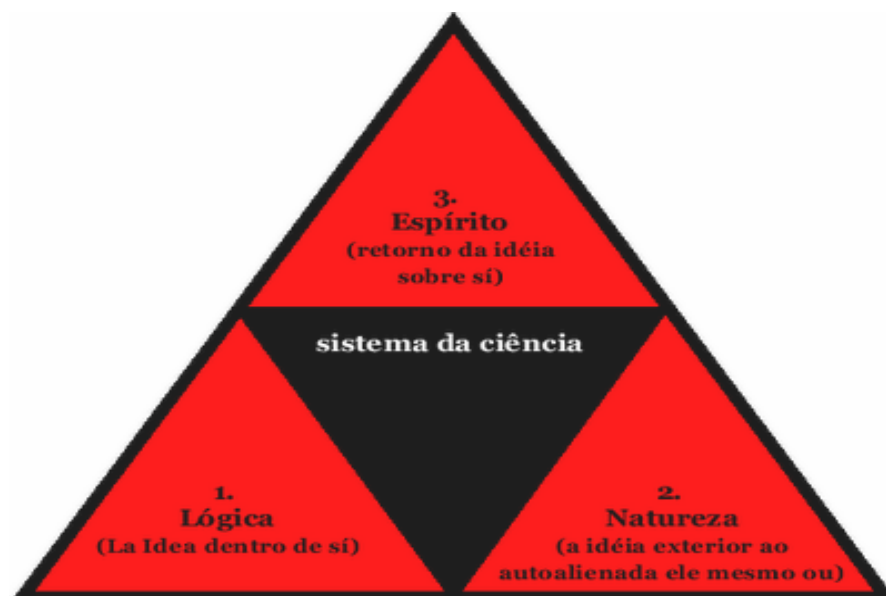 3.
Espírito
(retorno da idéia
sobre sí)
sistema da ciência
1.
Lógica
(La Idea dentro de sí)
2.
Natureza
(a idéia exterior ao
autoalienada ele mesmo ou)